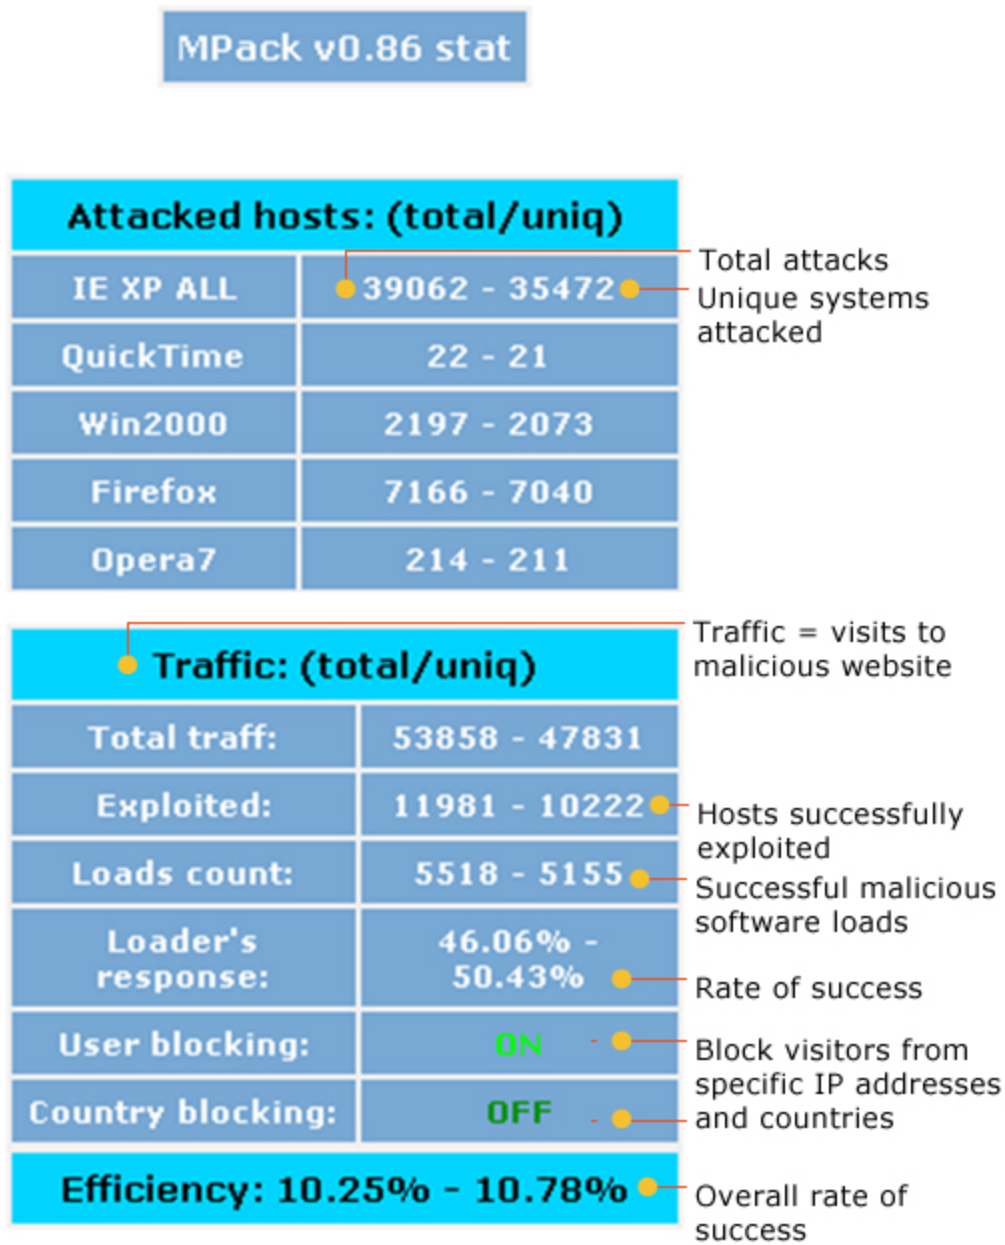 MPack v0.86 stat
Attacked hosts: (total/uniq)
IE XP ALL 39062 - 35472
Total attacks
Unique systems
attacked
QuickTime 22 - 21
Win2000 2197 - 2073
Firefox 7166 - 7040
Opera7 214 - 211
Traffic: (total/uniq)
Traffic = visits to
malicious website
Total traff: 53858 - 47831
Exploited: 11981 - 10222
Hosts successfully
exploited
Loads count: 5518 - 5155
Successful malicious
software loads
Loader's
response:
46.06% -
50.43%
Rate of success
User blocking: ON
Country blocking: OFF
Block visitors from
specific IP addresses
and countries
Efficiency: 10.25% - 10.78%
Overall rate of
success